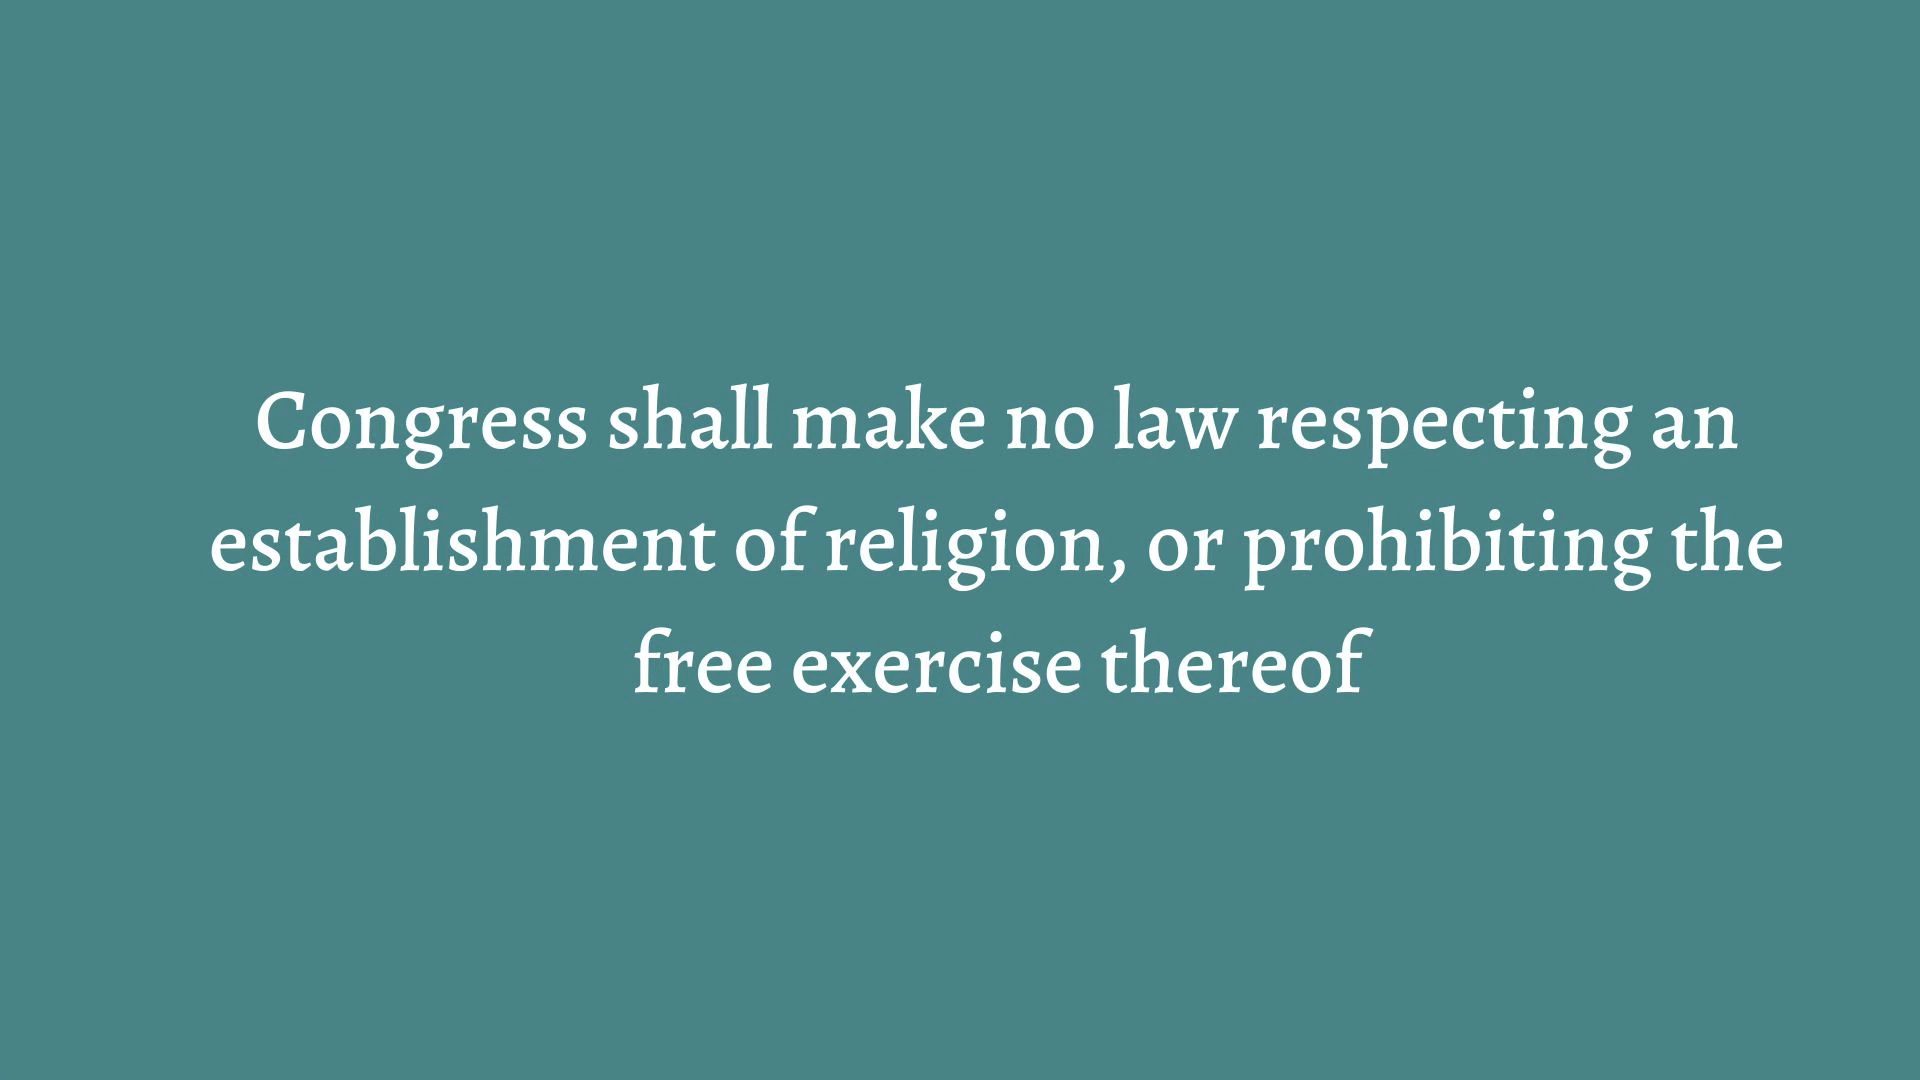 Congress shall make no law respecting an
establishment of religion, or prohibiting the
free exercise thereof